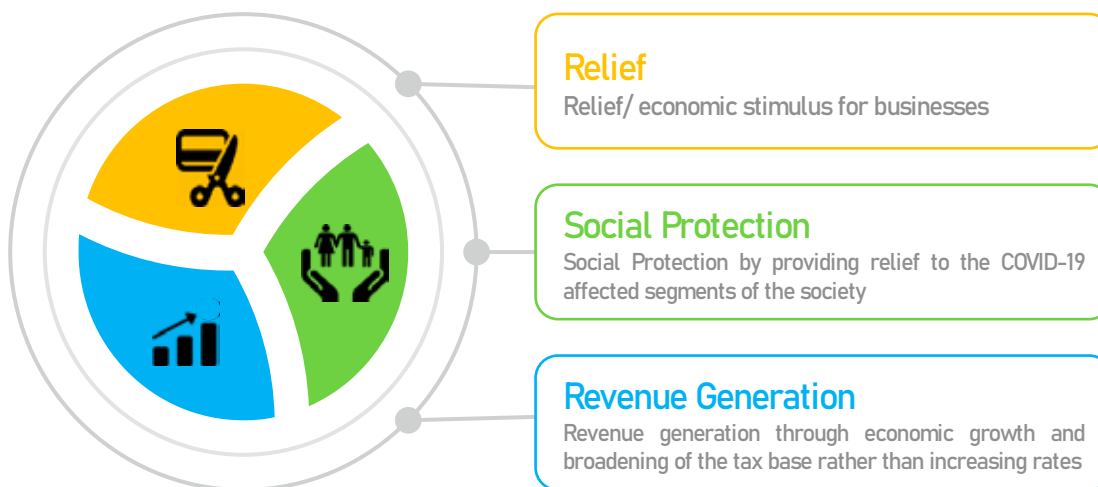 Relief
Relief/ economic stimulus for businesses
Social Protection
Social Protection by providing relief to the COVID-19
affected segments of the society
Revenue Generation
Revenue generation through economic growth and
broadening of the tax base rather than increasing rates